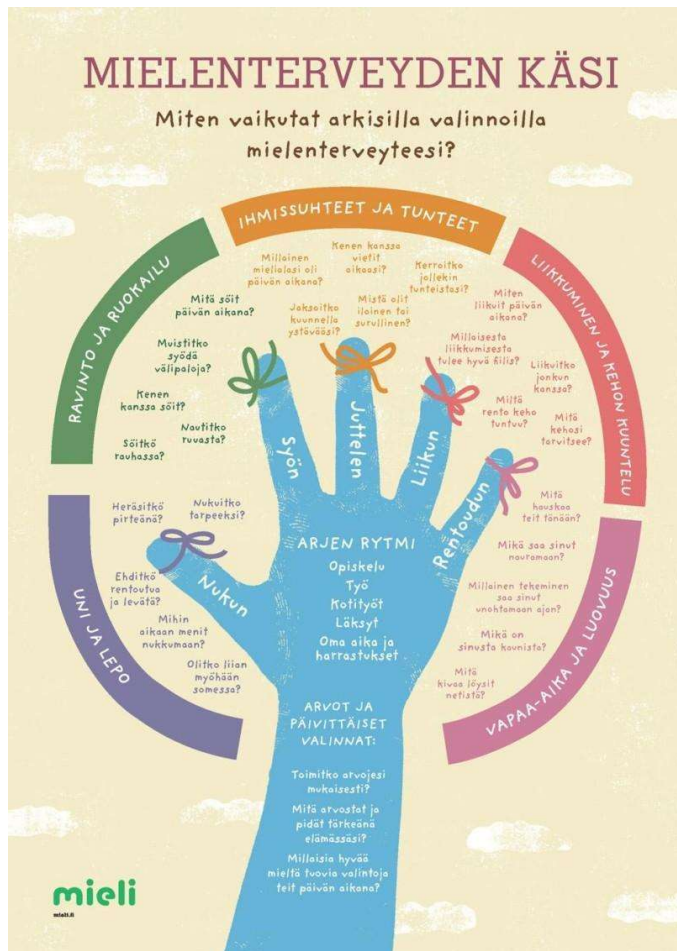 MIELENTERVEYDEN KÄSI
Miten vaikutat arkisilla valinnoilla
mielenterveyteesi?
UNI JA LEPO
Heräsitkö
pirteänä?
Nukuitko
tarpeeksi?
Ehditkö
rentoutua
ja levätä?
Mihin
aikaan menit
nukkumaan?
Olitko liian
myöhään
somessa?
Nukun
RAVINTO JA RUOKAILU
Mitä söit
päivän aikana?
Muistitko
syödä
välipaloja?
Kenen
kanssa söit?
Nautitko
ruuasta?
Söitkö
rauhassa?
Syön
IHMISSUHTEET JA TUNTEET
Millainen
mielialasi oli
päivän aikana?
Kenen kanssa
vietit
aikaasi?
Kerroitko
jollekin
tunteistasi?
Jaksoitko
kuunnella
ystävääsi?
Mistä olit
iloinen tai
surullinen?
Juttelen
LIIKKUMINEN JA KEHON KUUNTELU
Miten
liikuit päivän
aikana?
Millaisesta
liikkumisesta
tulee hyvä fiilis?
Liikuitko
jonkun
kanssa?
Miltä
rento keho
tuntuu?
Mitä
kehosi
tarvitsee?
Liikun
VAPAA-AIKA JA LUOVUUS
Mitä
hauskaa
teit tänään?
Mikä saa sinut
nauramaan?
Millainen tekeminen
saa sinut
unohtamaan ajan?
Mikä on
sinusta kaunista?
Mitä
kivaa löysit
netistä?
Rentoudun
ARJEN RYTMI
Opiskelu
Työ
Kotityöt
Läksyt
Oma aika ja
harrastukset
ARVOT JA
PÄIVITTÄISET
VALINNAT:
Toimitko arvojesi
mukaisesti?
Mitä arvostat ja
pidät tärkeänä
elämässäsi?
Millaisia hyvää
mieltä tuovia valintoja
teit päivän aikana?
mieli
mieli.fi